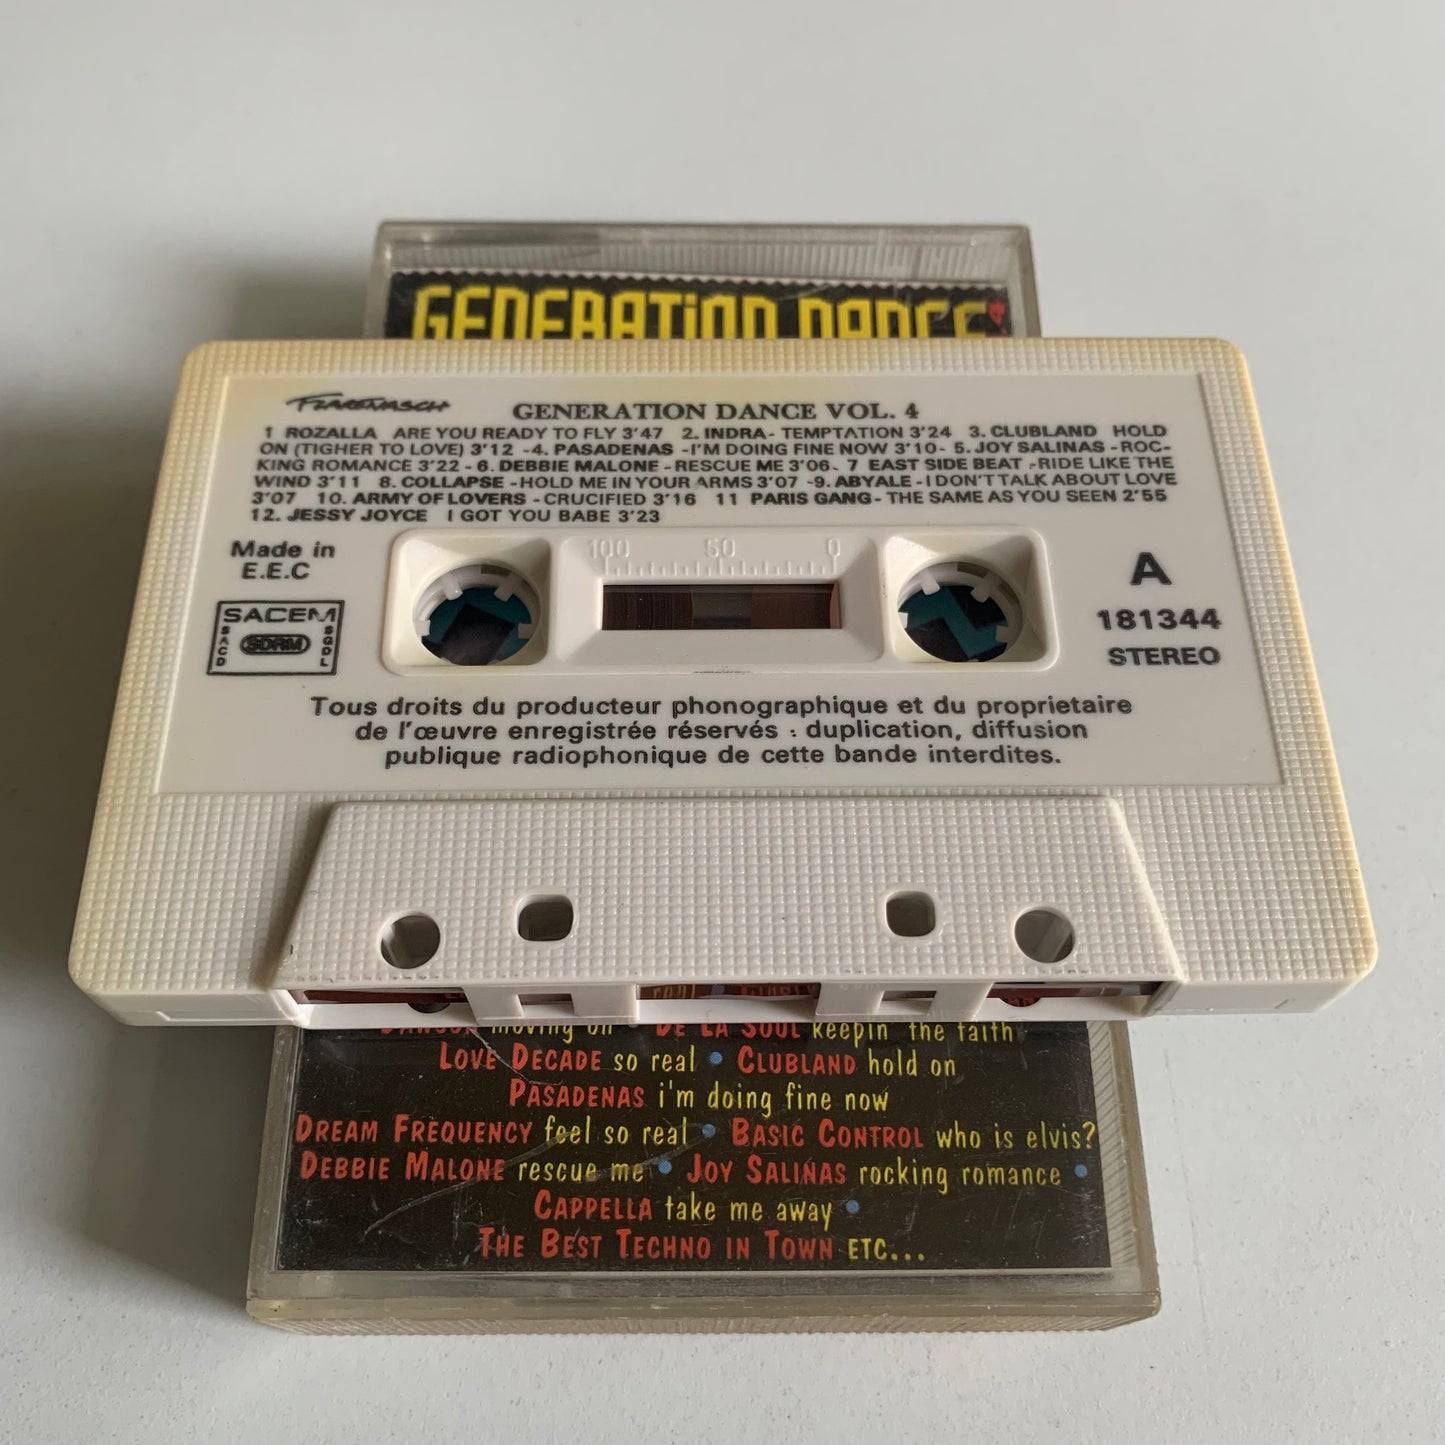 GENERATION DANCE 4
FLARENASCH
GENERATION DANCE VOL. 4
1 ROZALLA ARE YOU READY TO FLY 3'47 2. INDRA- TEMPTATION 3'24 3. CLUBLAND HOLD
ON (TIGHER TO LOVE) 3'12 -4. PASADENAS -I'M DOING FINE NOW 3'10- 5. JOY SALINAS -ROC-
KING ROMANCE 3'22 - 6. DEBBIE MALONE - RESCUE ME 3'06. 7 EAST SIDE BEAT -RIDE LIKE THE
WIND 3'11 8. COLLAPSE -HOLD ME IN YOUR ARMS 3'07 -9. ABYALE - I DON'T TALK ABOUT LOVE
3'07 10. ARMY OF LOVERS - CRUCIFIED 3'16 11 PARIS GANG- THE SAME AS YOU SEEN 2'55
12. JESSY JOYCE I GOT YOU BABE 3'23
Made in
E.E.C
100 50 0
A
SACEM
SACD SDRM SGDL
181344
STEREO
Tous droits du producteur phonographique et du proprietaire
de l'œuvre enregistrée réservés : duplication, diffusion
publique radiophonique de cette bande interdites.
moving on • DE LA SOUL keepin' the faith
LOVE DECADE so real • CLUBLAND hold on
PASADENAS i'm doing fine now
DREAM FREQUENCY feel so real • BASIC CONTROL who is elvis?
DEBBIE MALONE rescue me • JOY SALINAS rocking romance •
CAPPELLA take me away •
THE BEST TECHNO IN TOWN ETC...